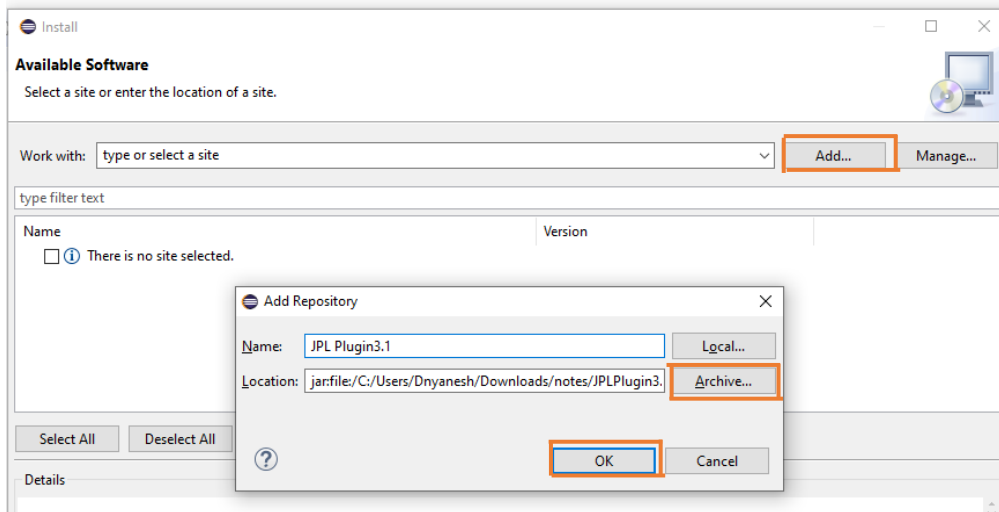 Install
Available Software
Select a site or enter the location of a site.
Work with: type or select a site Add... Manage...
type filter text
Name Version
There is no site selected.
Add Repository
Name: JPL Plugin3.1 Local...
Location: jar:file:/C:/Users/Dnyanesh/Downloads/notes/JPLPlugin3. Archive...
Select All Deselect All
? OK Cancel
Details